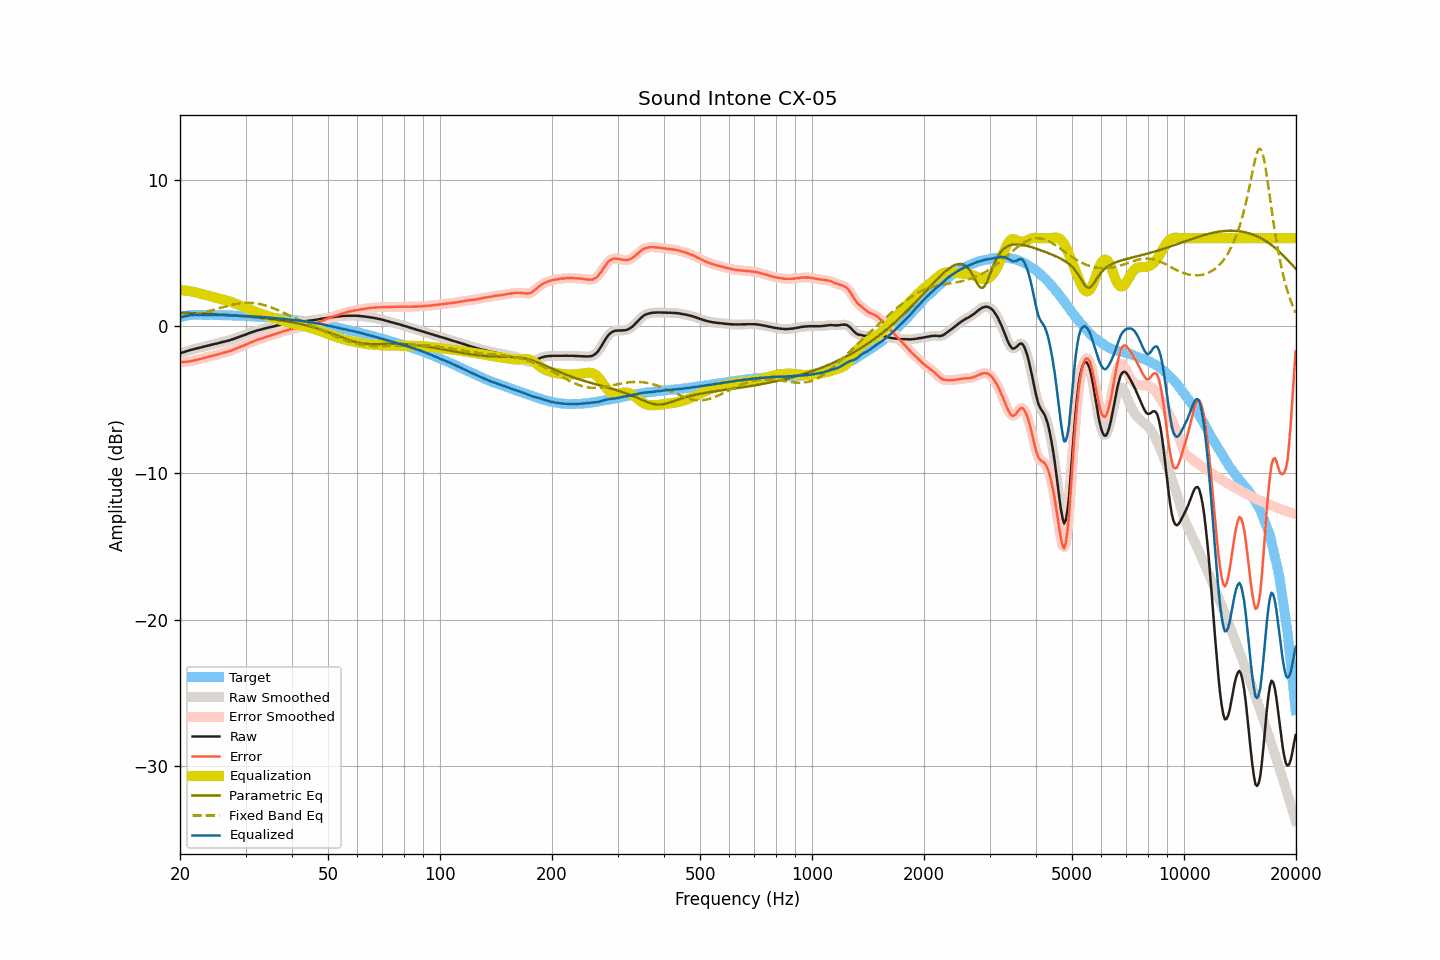 Sound Intone CX-05
Amplitude (dBr)
10
0
−10
−20
−30
Target
Raw Smoothed
Error Smoothed
Raw
Error
Equalization
Parametric Eq
Fixed Band Eq
Equalized
20 50 100 200 500 1000 2000 5000 10000 20000
Frequency (Hz)